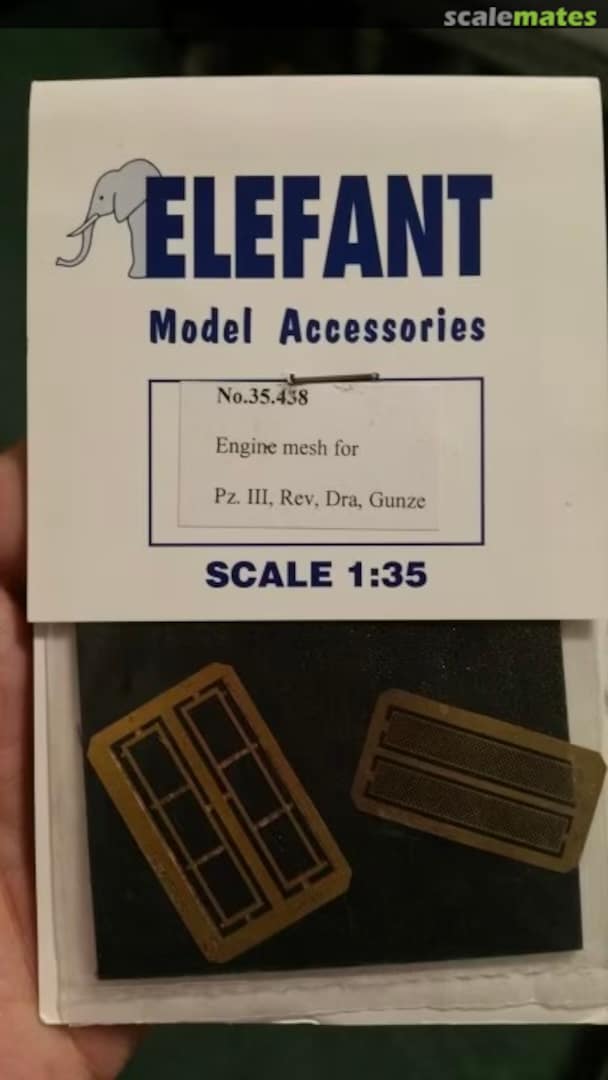 scalemates
ELEFANT
Model Accessories
No.35.438
Engine mesh for
Pz. III, Rev, Dra, Gunze
SCALE 1:35